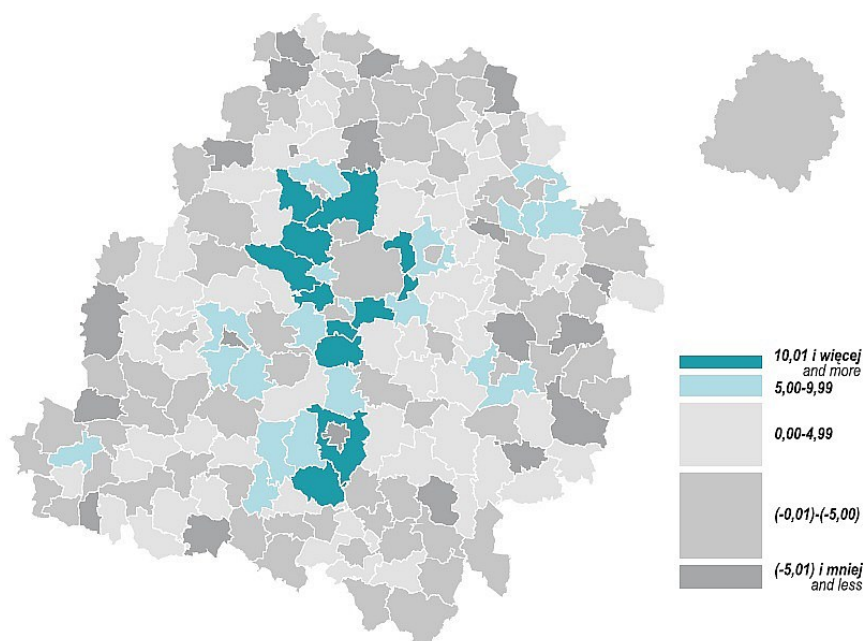 10,01 i więcej
and more
5,00-9,99
0,00-4,99
(-0,01)-(-5,00)
(-5,01) i mniej
and less